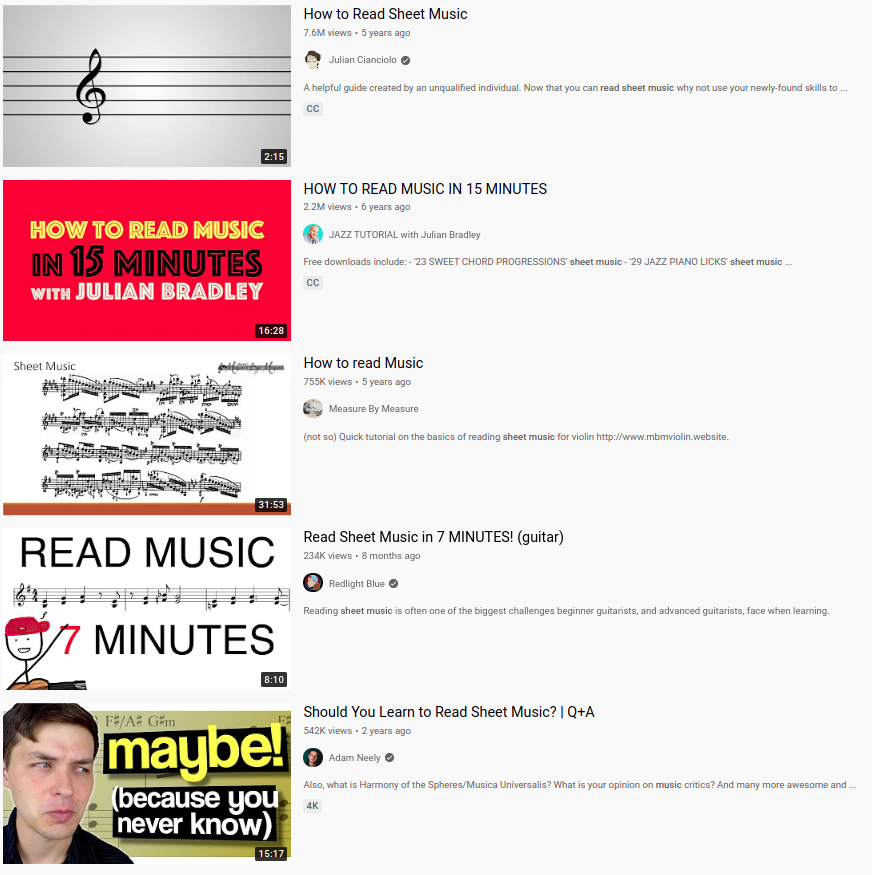 How to Read Sheet Music
7.6M views • 5 years ago
Julian Cianciolo
A helpful guide created by an unqualified individual. Now that you can read sheet music why not use your newly-found skills to ...
CC
2:15
HOW TO READ MUSIC IN 15 MINUTES
2.2M views • 6 years ago
HOW TO READ MUSIC
IN 15 MINUTES
WITH JULIAN BRADLEY
JAZZ TUTORIAL with Julian Bradley
Free downloads include: - '23 SWEET CHORD PROGRESSIONS' sheet music - '29 JAZZ PIANO LICKS' sheet music ...
CC
16:28
How to read Music
Sheet Music
755K views • 5 years ago
Measure By Measure
(not so) Quick tutorial on the basics of reading sheet music for violin http://www.mbmviolin.website.
31:53
Read Sheet Music in 7 MINUTES! (guitar)
READ MUSIC
234K views • 8 months ago
Redlight Blue
Reading sheet music is often one of the biggest challenges beginner guitarists, and advanced guitarists, face when learning.
7 MINUTES
8:10
Should You Learn to Read Sheet Music? | Q+A
F#/A# G#m
542K views • 2 years ago
maybe!
Adam Neely
Also, what is Harmony of the Spheres/Musica Universalis? What is your opinion on music critics? And many more awesome and ...
(because you
never know)
4K
15:17